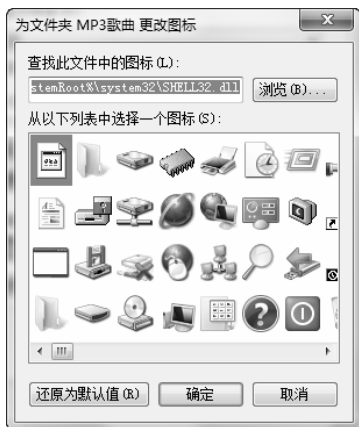 为文件夹 MP3歌曲 更改图标
查找此文件中的图标(L):
stemRoot%\system32\SHELL32.dll
浏览(B)...
从以下列表中选择一个图标(S):
还原为默认值(R)
确定
取消